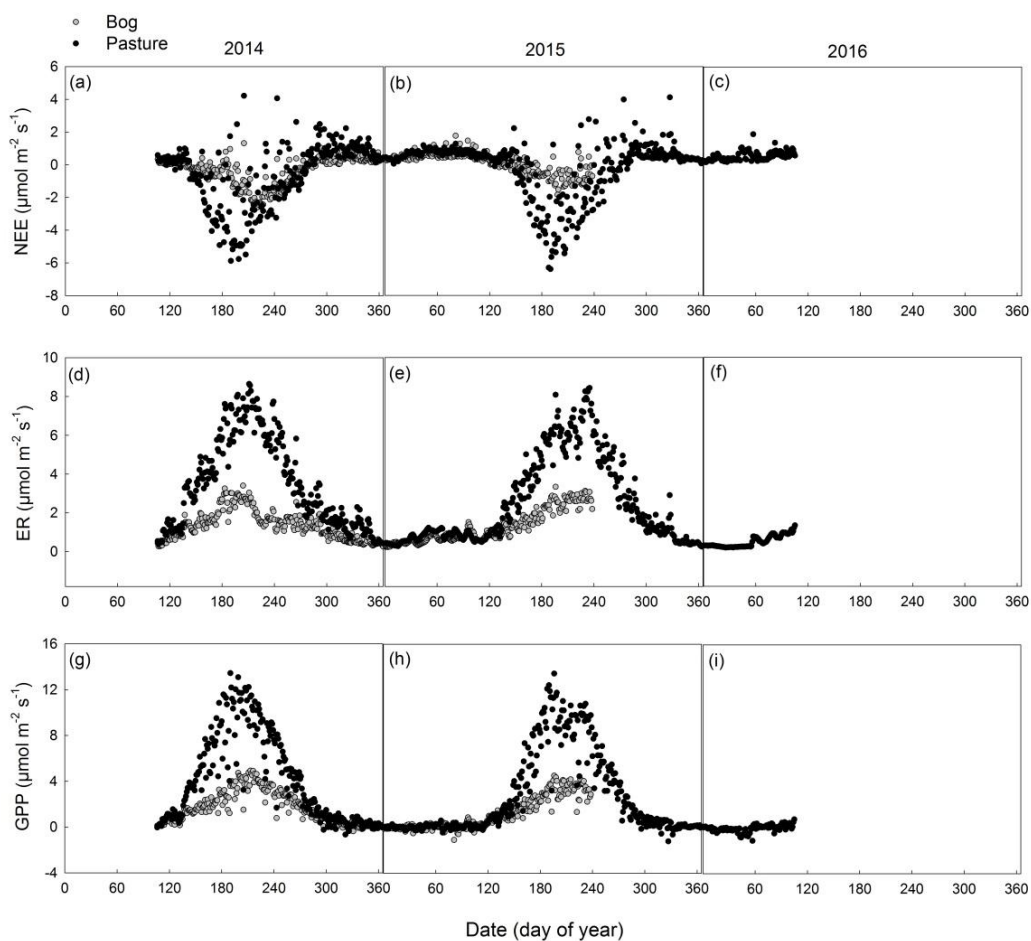 Bog
Pasture
2014 2015 2016
(a) (b) (c)
NEE (µmol m⁻² s⁻¹)
6
4
2
0
-2
-4
-6
-8
0 60 120 180 240 300 360 60 120 180 240 300 360 60 120 180 240 300 360
(d) (e) (f)
ER (µmol m⁻² s⁻¹)
10
8
6
4
2
0
0 60 120 180 240 300 360 60 120 180 240 300 360 60 120 180 240 300 360
(g) (h) (i)
GPP (µmol m⁻² s⁻¹)
16
12
8
4
0
-4
0 60 120 180 240 300 360 60 120 180 240 300 360 60 120 180 240 300 360
Date (day of year)